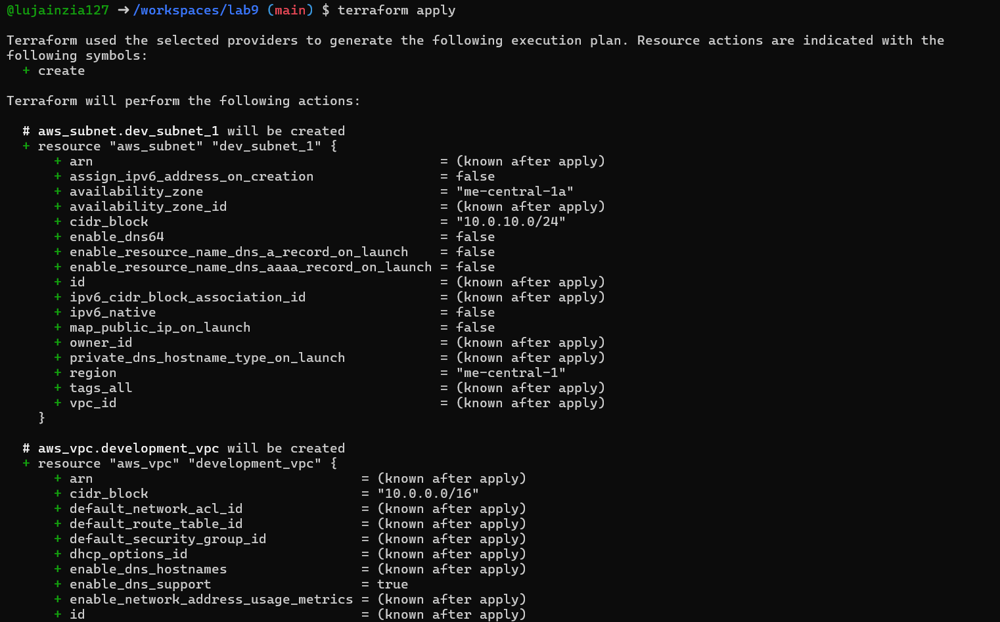 @lujainzia127 → /workspaces/lab9 (main) $ terraform apply
Terraform used the selected providers to generate the following execution plan. Resource actions are indicated with the
following symbols:
+ create
Terraform will perform the following actions:
# aws_subnet.dev_subnet_1 will be created
+ resource "aws_subnet" "dev_subnet_1" {
+ arn = (known after apply)
+ assign_ipv6_address_on_creation = false
+ availability_zone = "me-central-1a"
+ availability_zone_id = (known after apply)
+ cidr_block = "10.0.10.0/24"
+ enable_dns64 = false
+ enable_resource_name_dns_a_record_on_launch = false
+ enable_resource_name_dns_aaaa_record_on_launch = false
+ id = (known after apply)
+ ipv6_cidr_block_association_id = (known after apply)
+ ipv6_native = false
+ map_public_ip_on_launch = false
+ owner_id = (known after apply)
+ private_dns_hostname_type_on_launch = (known after apply)
+ region = "me-central-1"
+ tags_all = (known after apply)
+ vpc_id = (known after apply)
}
# aws_vpc.development_vpc will be created
+ resource "aws_vpc" "development_vpc" {
+ arn = (known after apply)
+ cidr_block = "10.0.0.0/16"
+ default_network_acl_id = (known after apply)
+ default_route_table_id = (known after apply)
+ default_security_group_id = (known after apply)
+ dhcp_options_id = (known after apply)
+ enable_dns_hostnames = (known after apply)
+ enable_dns_support = true
+ enable_network_address_usage_metrics = (known after apply)
+ id = (known after apply)